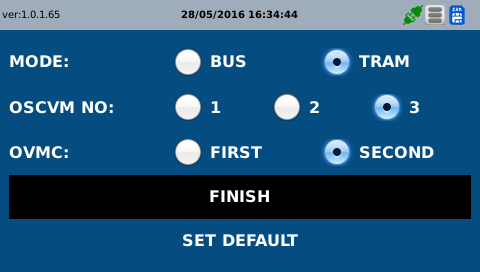 ver:1.0.1.65 28/05/2016 16:34:44
MODE: BUS TRAM
OSCVM NO: 1 2 3
OVMC: FIRST SECOND
FINISH
SET DEFAULT